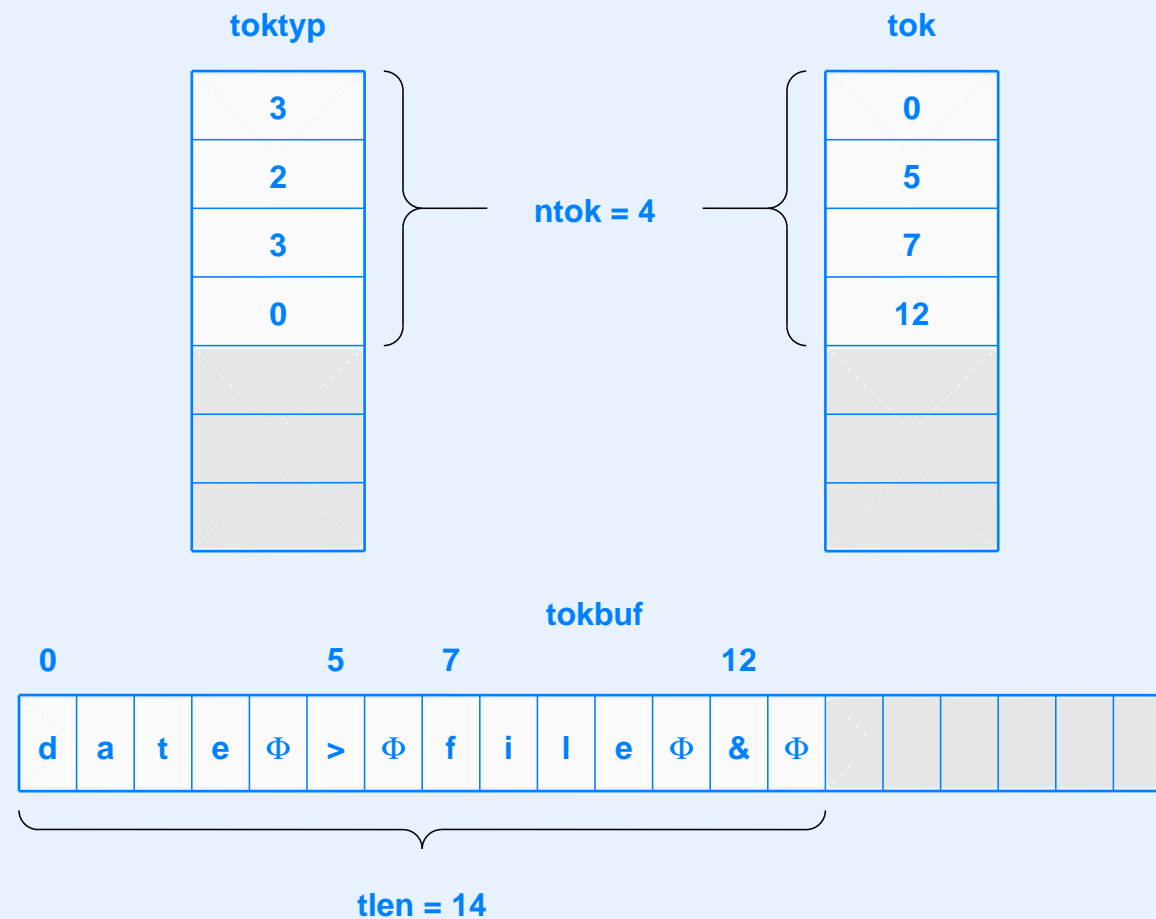 toktyp tok
3 0
2 5
ntok = 4
3 7
0 12
tokbuf
0 5 7 12
d a t e Φ > Φ f i l e Φ & Φ
tlen = 14